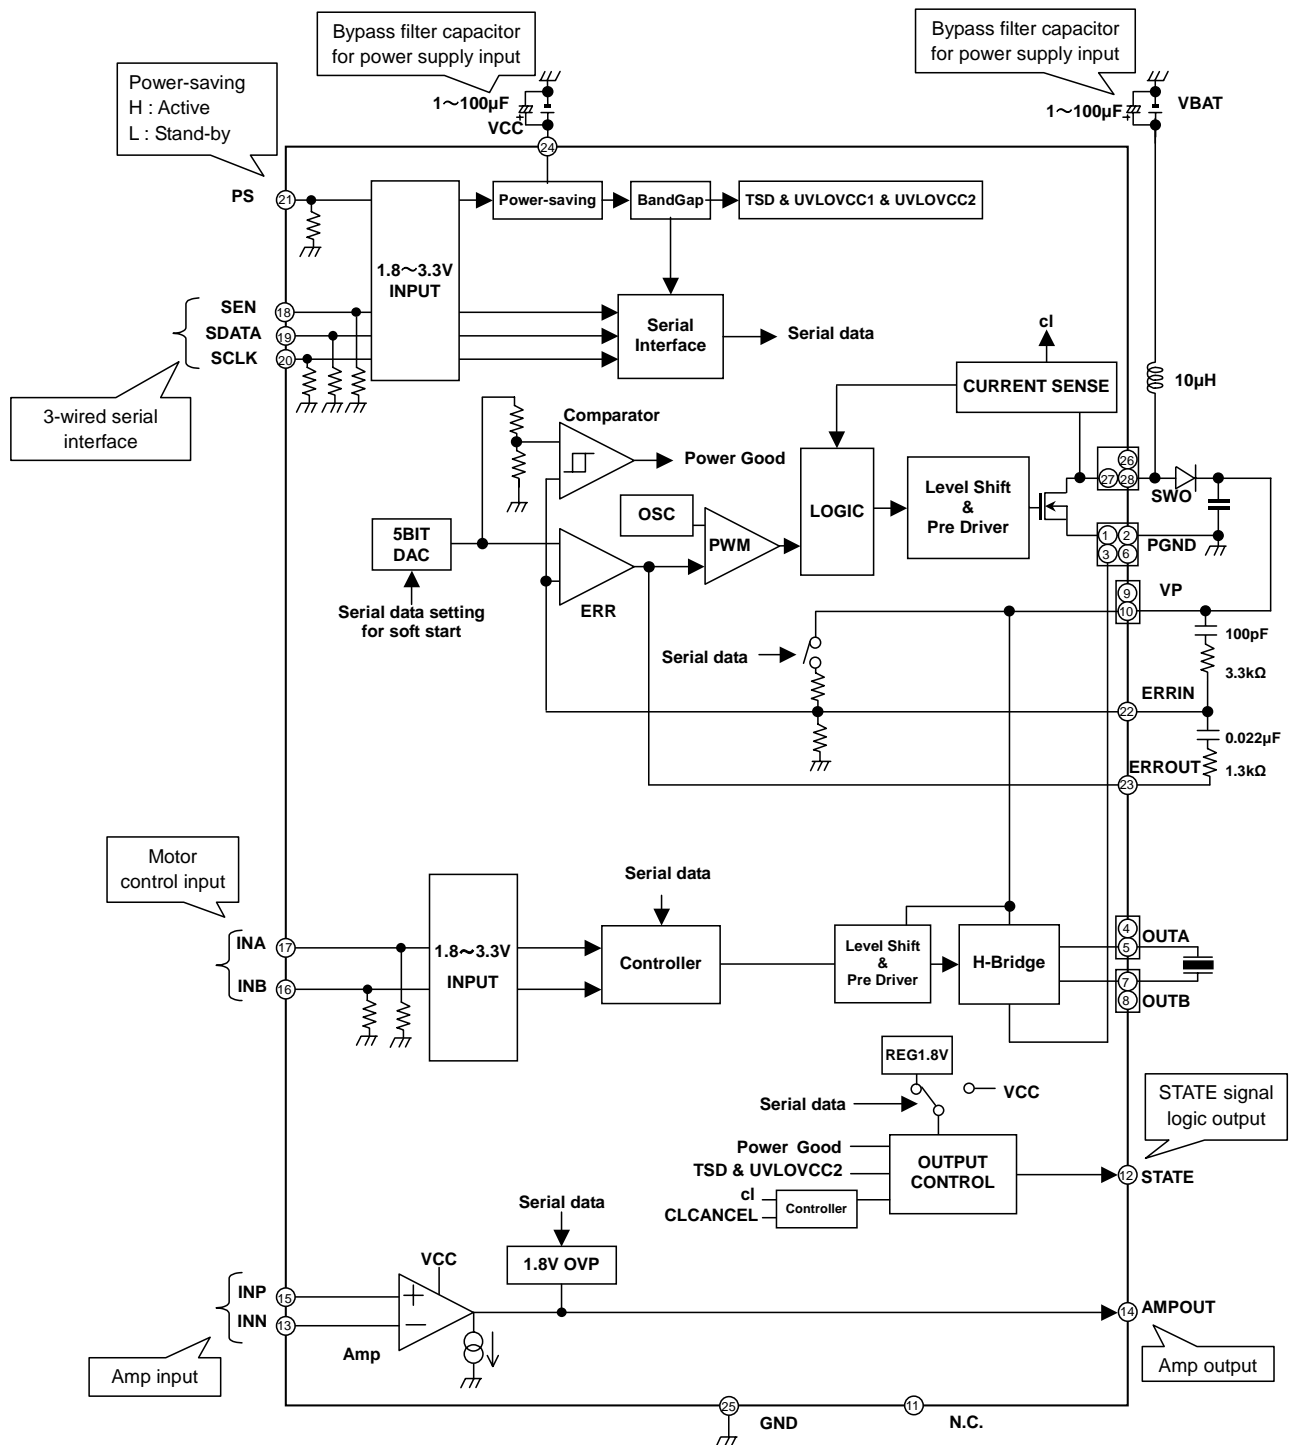 Bypass filter capacitor
for power supply input
Bypass filter capacitor
for power supply input
Power-saving
H : Active
L : Stand-by
1～100μF
VCC
24
1～100μF
VBAT
PS
21
Power-saving
BandGap
TSD & UVLOVCC1 & UVLOVCC2
1.8～3.3V
INPUT
SEN
18
SDATA
19
SCLK
20
Serial
Interface
Serial data
3-wired serial
interface
cl
CURRENT SENSE
10μH
Comparator
Power Good
26
27
28
SWO
OSC
PWM
LOGIC
Level Shift
&
Pre Driver
5BIT
DAC
ERR
1
2
3
6
PGND
Serial data setting
for soft start
9
10
VP
100pF
3.3kΩ
Serial data
ERRIN
22
0.022μF
1.3kΩ
ERROUT
23
Motor
control input
Serial data
INA
17
INB
16
1.8～3.3V
INPUT
Controller
Level Shift
&
Pre Driver
H-Bridge
4
5
OUTA
7
8
OUTB
REG1.8V
VCC
Serial data
STATE signal
logic output
Power Good
TSD & UVLOVCC2
cl
CLCANCEL
Controller
OUTPUT
CONTROL
12
STATE
Serial data
1.8V OVP
VCC
INP
15
INN
13
+
−
Amp
14
AMPOUT
Amp input
Amp output
25
GND
11
N.C.